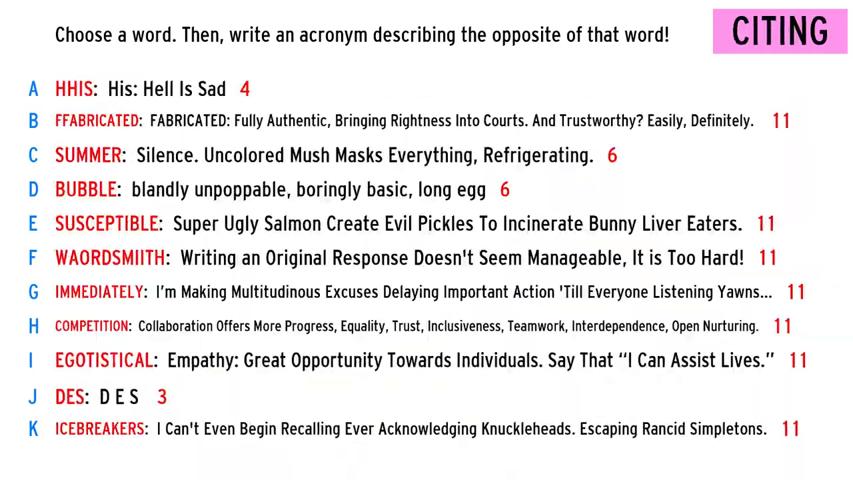 Choose a word. Then, write an acronym describing the opposite of that word!
CITING
A HHIS: His: Hell Is Sad 4
B FFABRICATED: FABRICATED: Fully Authentic, Bringing Rightness Into Courts. And Trustworthy? Easily, Definitely. 11
C SUMMER: Silence. Uncolored Mush Masks Everything, Refrigerating. 6
D BUBBLE: blandly unpoppable, boringly basic, long egg 6
E SUSCEPTIBLE: Super Ugly Salmon Create Evil Pickles To Incinerate Bunny Liver Eaters. 11
F WAORDSMIITH: Writing an Original Response Doesn't Seem Manageable, It is Too Hard! 11
G IMMEDIATELY: I'm Making Multitudinous Excuses Delaying Important Action 'Till Everyone Listening Yawns... 11
H COMPETITION: Collaboration Offers More Progress, Equality, Trust, Inclusiveness, Teamwork, Interdependence, Open Nurturing. 11
I EGOTISTICAL: Empathy: Great Opportunity Towards Individuals. Say That “I Can Assist Lives.” 11
J DES: D E S 3
K ICEBREAKERS: I Can't Even Begin Recalling Ever Acknowledging Knuckleheads. Escaping Rancid Simpletons. 11